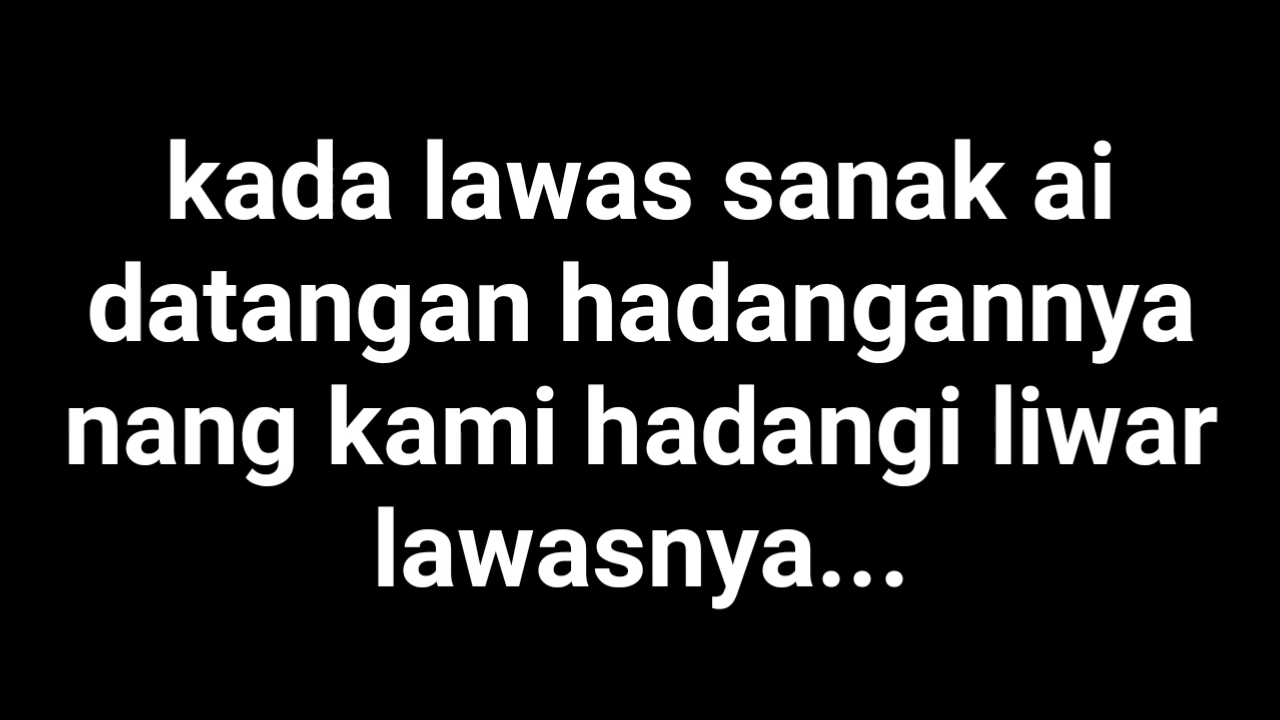 kada lawas sanak ai
datangan hadangannya
nang kami hadangi liwar
lawasnya...